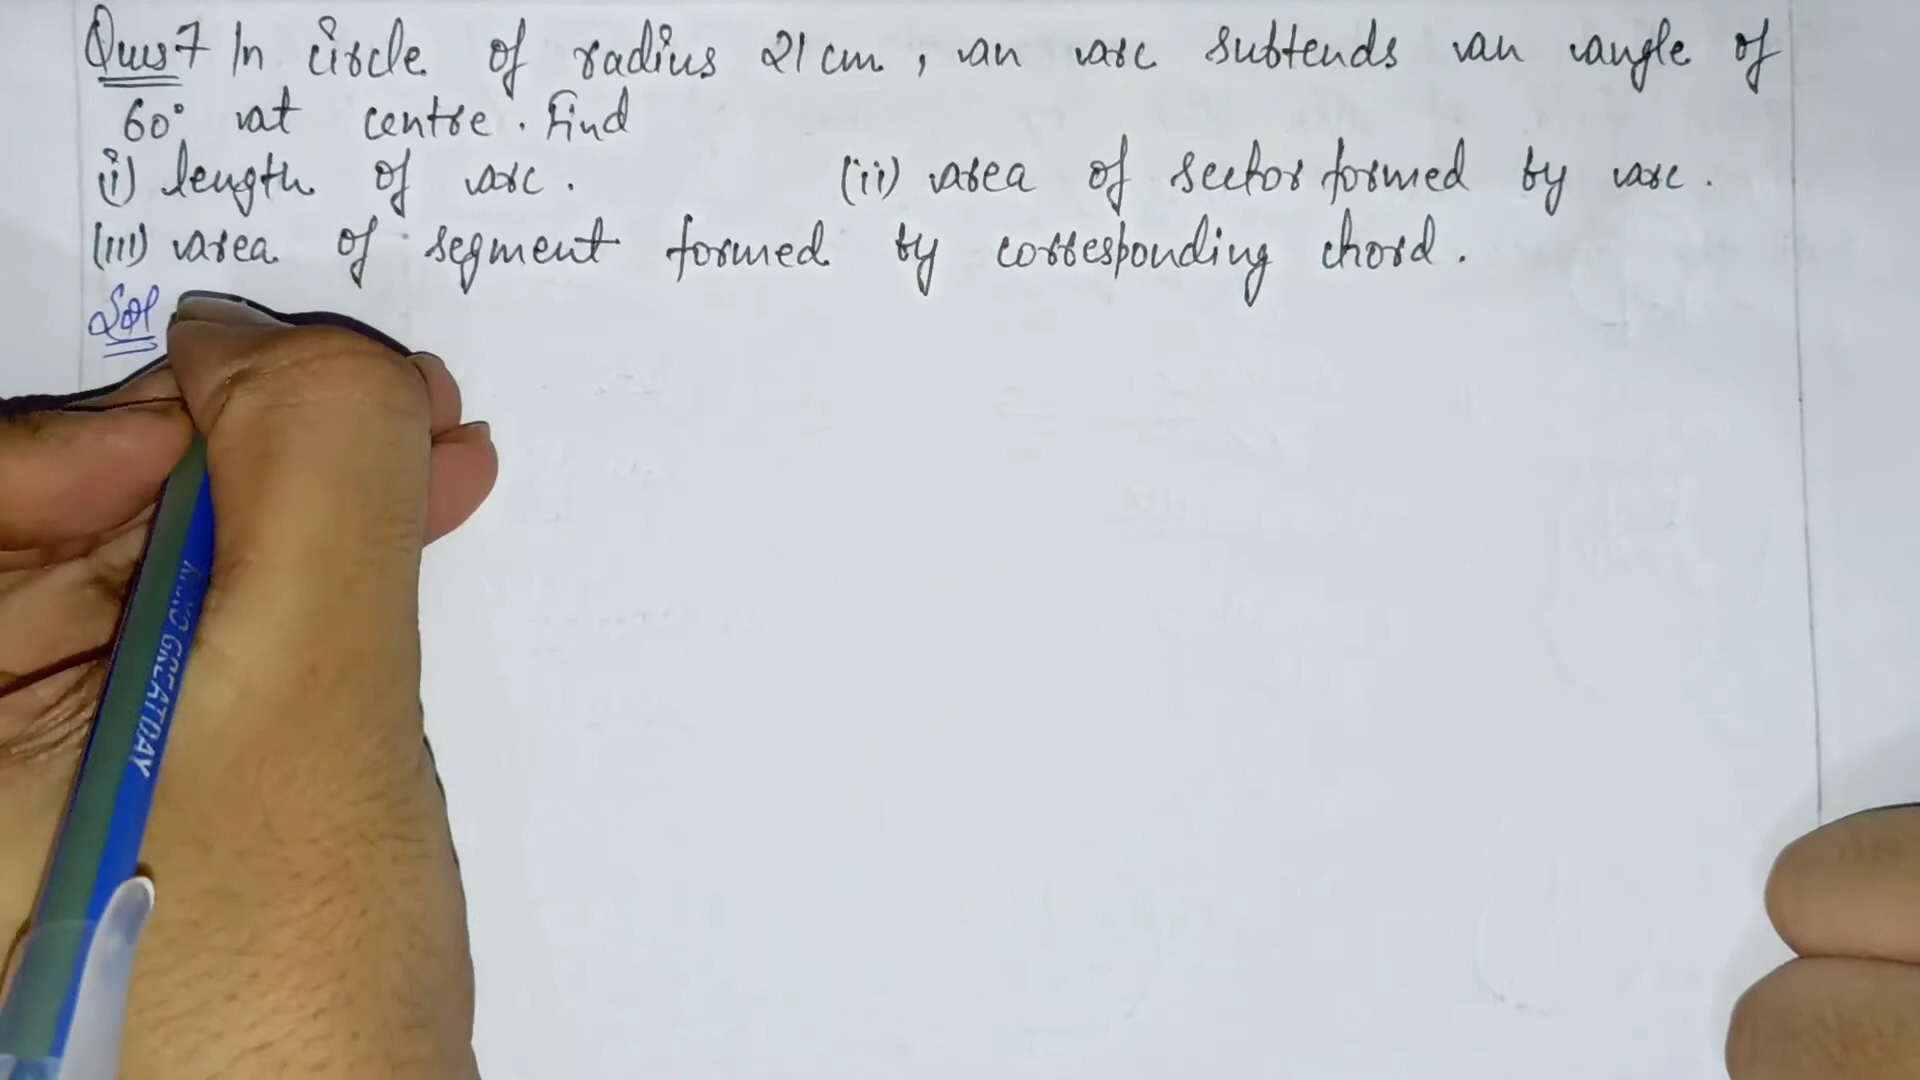 Ques 7 In circle of radius 21 cm, an arc subtends an angle of
60° at centre. Find
(i) length of arc. (ii) area of sector formed by arc.
(iii) area of segment formed by corresponding chord.
Sol
GREATDAY